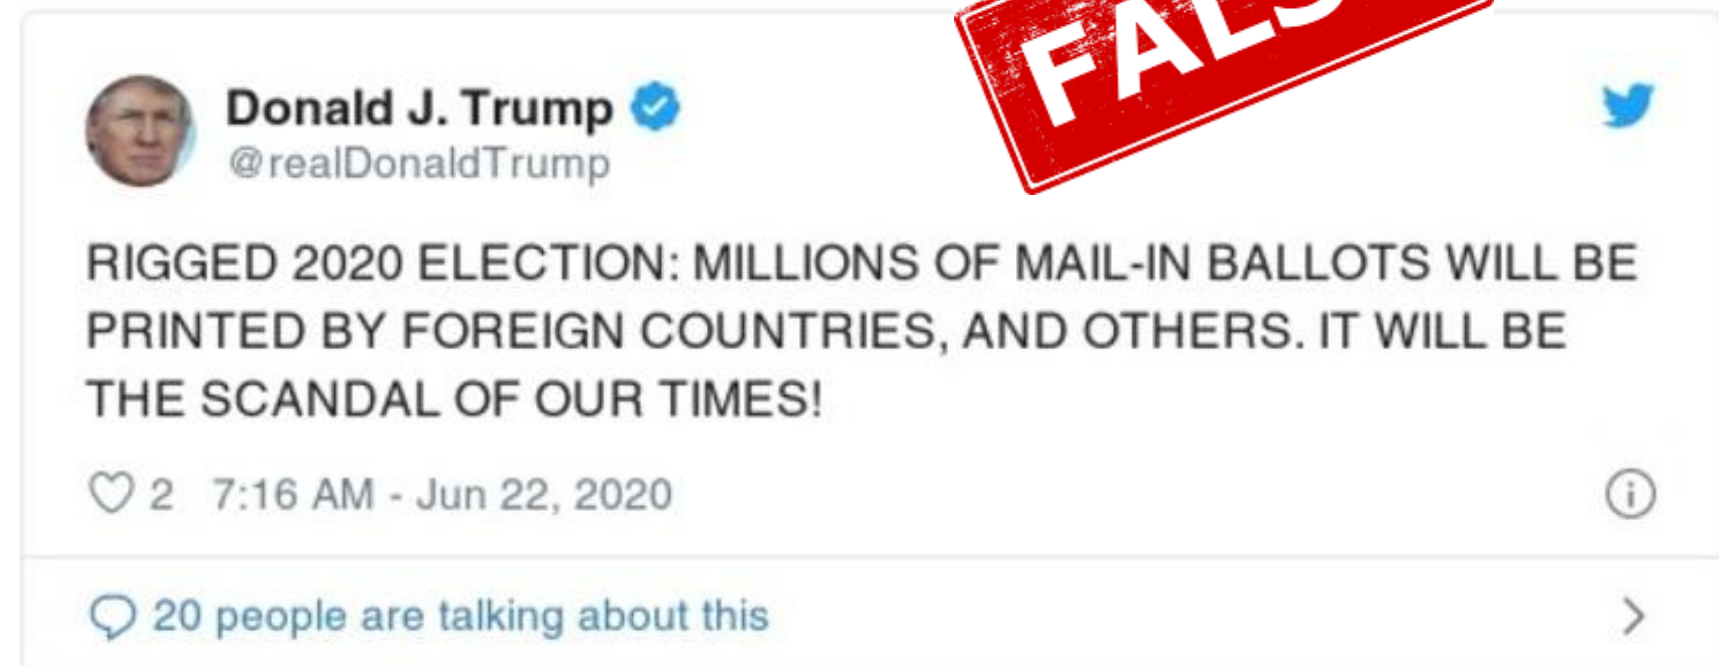 FALS
Donald J. Trump
@realDonaldTrump
RIGGED 2020 ELECTION: MILLIONS OF MAIL-IN BALLOTS WILL BE
PRINTED BY FOREIGN COUNTRIES, AND OTHERS. IT WILL BE
THE SCANDAL OF OUR TIMES!
2 7:16 AM - Jun 22, 2020
20 people are talking about this